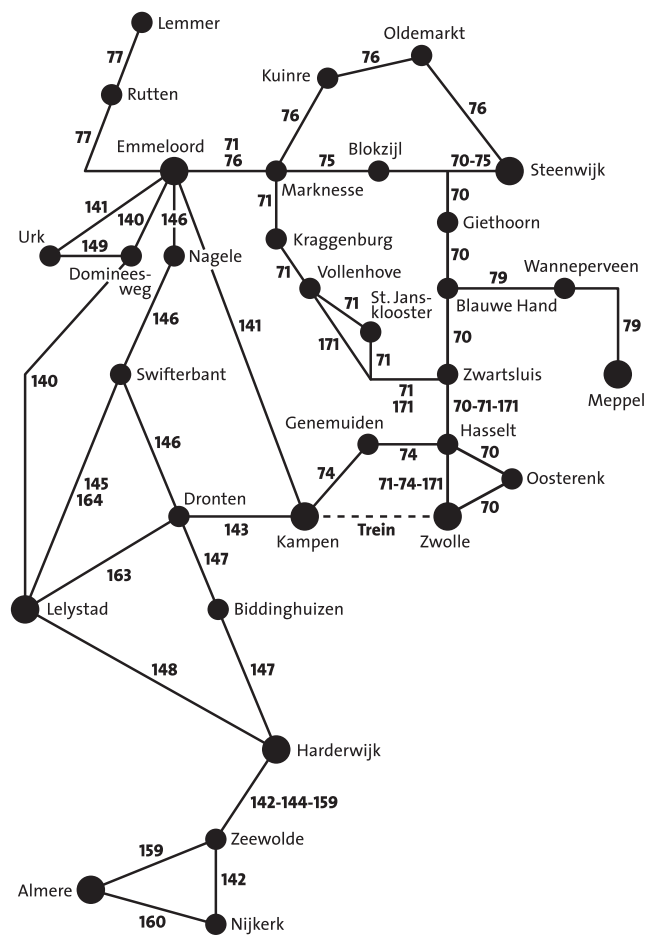 Lemmer
Oldemarkt
77
76
Kuinre
Rutten
76
76
77
Emmeloord
71
76
75
Blokzijl
70-75
Steenwijk
Marknesse
70
141
140
146
71
Giethoorn
Urk
149
Kraggenburg
70
Dominees-
weg
Nagele
71
Vollenhove
79
Wanneperveen
St. Jans-
klooster
71
Blauwe Hand
146
141
171
70
79
71
140
Swifterbant
Zwartsluis
71
171
Meppel
70-71-171
Genemuiden
Hasselt
146
74
70
74
71-74-171
Oosterenk
145
164
Dronten
70
143
Kampen
Trein
Zwolle
147
163
Lelystad
Biddinghuizen
148
147
Harderwijk
142-144-159
Zeewolde
159
142
Almere
160
Nijkerk